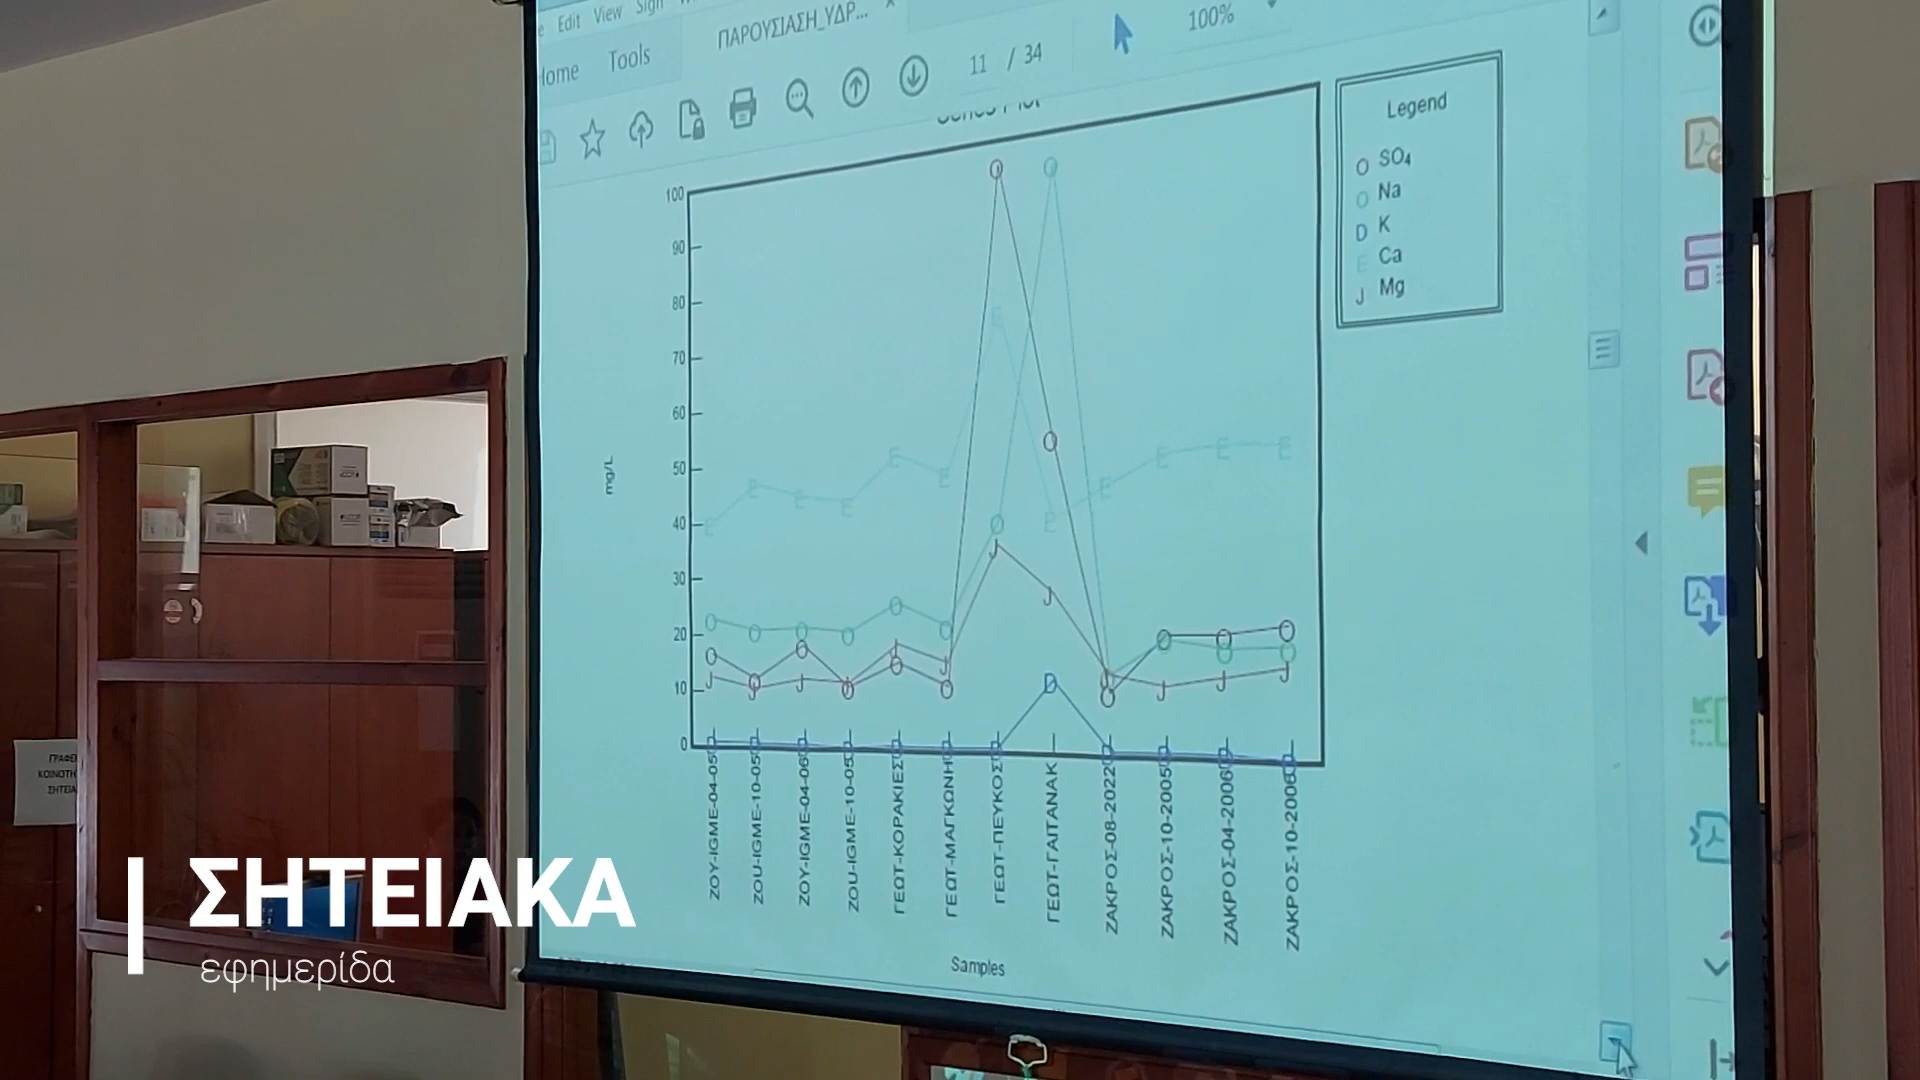 Edit View Sign
Home Tools ΠΑΡΟΥΣΙΑΣΗ_ΥΔΡ...
11 / 34 100%
Legend
O SO4
O Na
D K
E Ca
J Mg
100
90
80
70
60
50
40
30
20
10
0
mg/L
ZOY-IGME-04-05
ZOU-IGME-10-05
ZOY-IGME-04-06
ZOU-IGME-10-05
ΓΕΩΤ-ΚΟΡΑΚΙΕΣ
ΓΕΩΤ-ΜΑΓΚΩΝΗ
ΓΕΩΤ-ΠΕΥΚΟΣ
ΓΕΩΤ-ΓΑΙΤΑΝΑΚ
ΖΑΚΡΟΣ-08-2022
ΖΑΚΡΟΣ-10-2005
ΖΑΚΡΟΣ-04-2006
ΖΑΚΡΟΣ-10-2006
Samples
ΣΗΤΕΙΑΚΑ
εφημερίδα